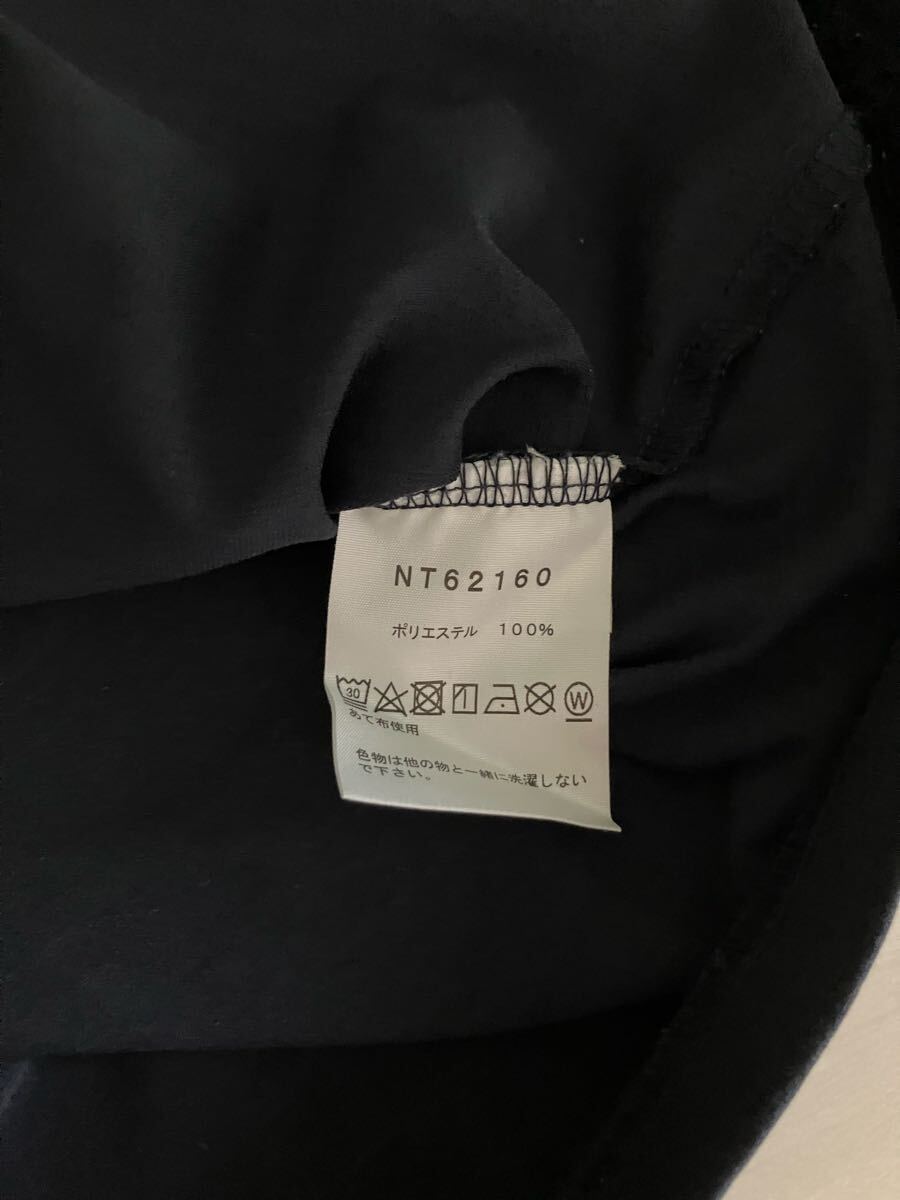 NT62160
ポリエステル 100%
30 W
あて布使用
色物は他の物と一緒に洗濯しない
で下さい。